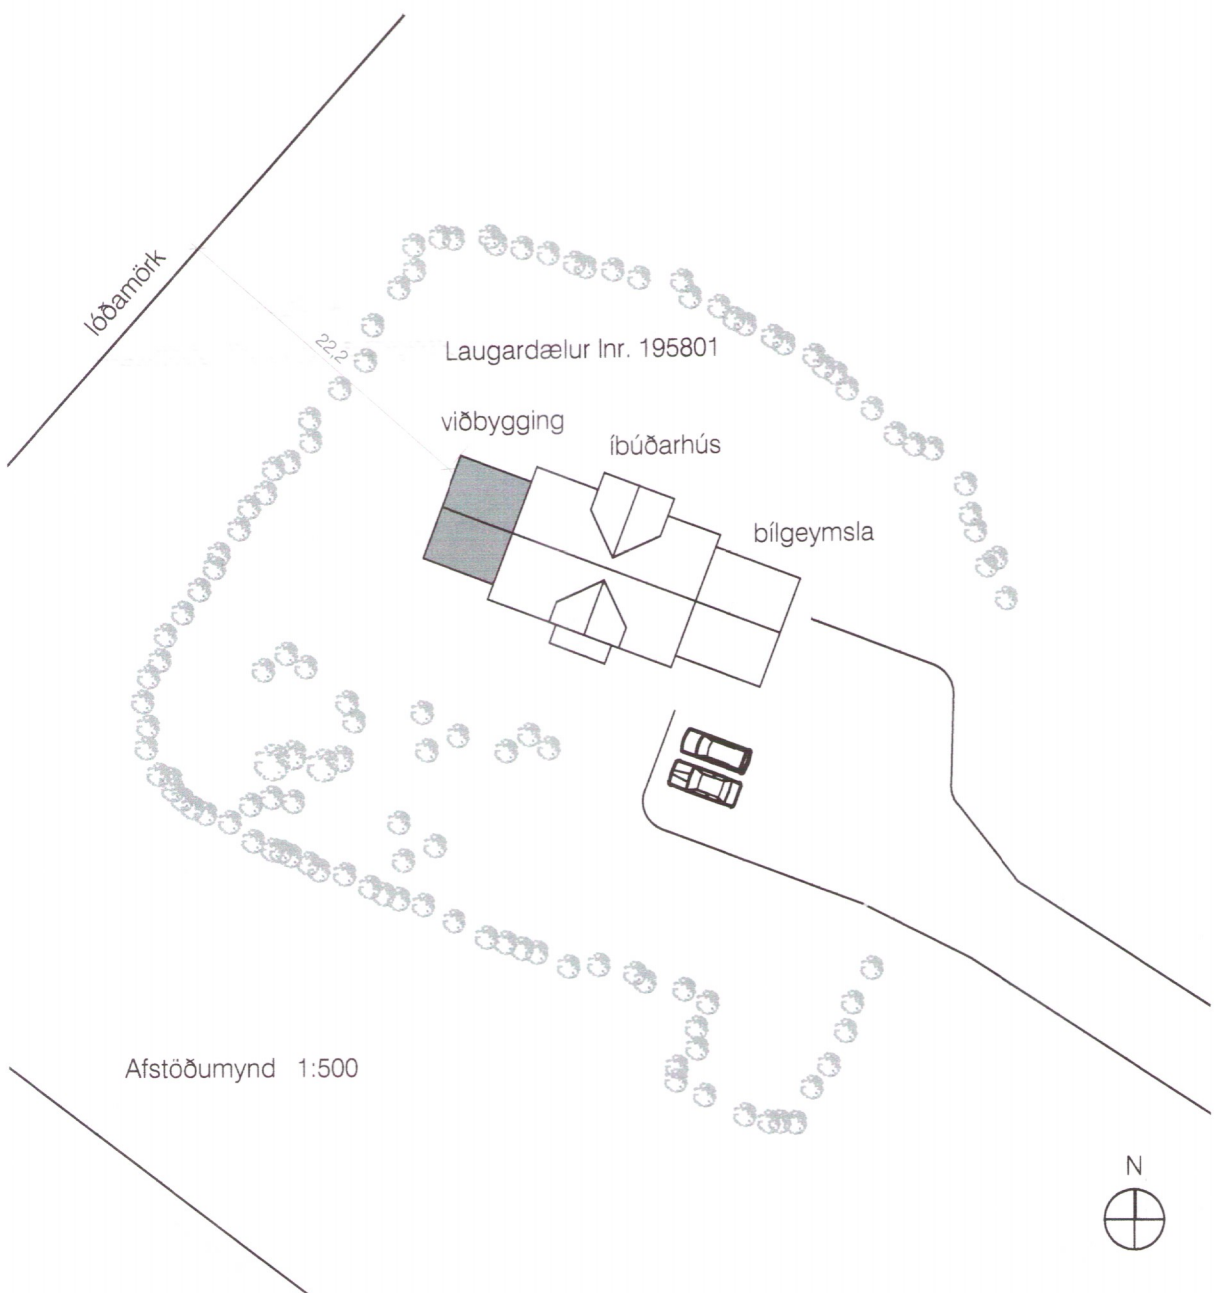 lóðamörk
22,2
Laugardælur lnr. 195801
viðbygging
íbúðarhús
bílgeymsla
Afstöðumynd 1:500
N